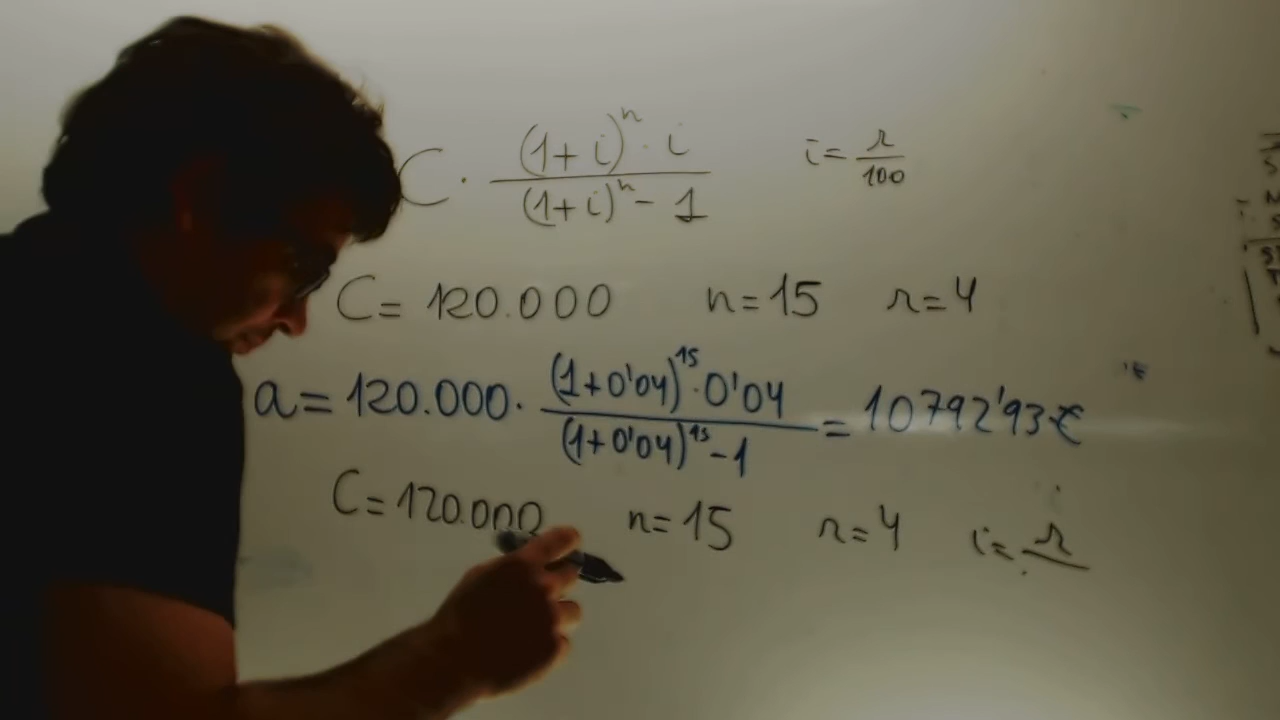 C · (1+i)^n · i / (1+i)^n - 1   i = r/100
C = 120.000   n = 15   r = 4
a = 120.000 · (1+0'04)^15 · 0'04 / (1+0'04)^15 - 1 = 10792'93 €
C = 120.000   n = 15   r = 4   i = r/